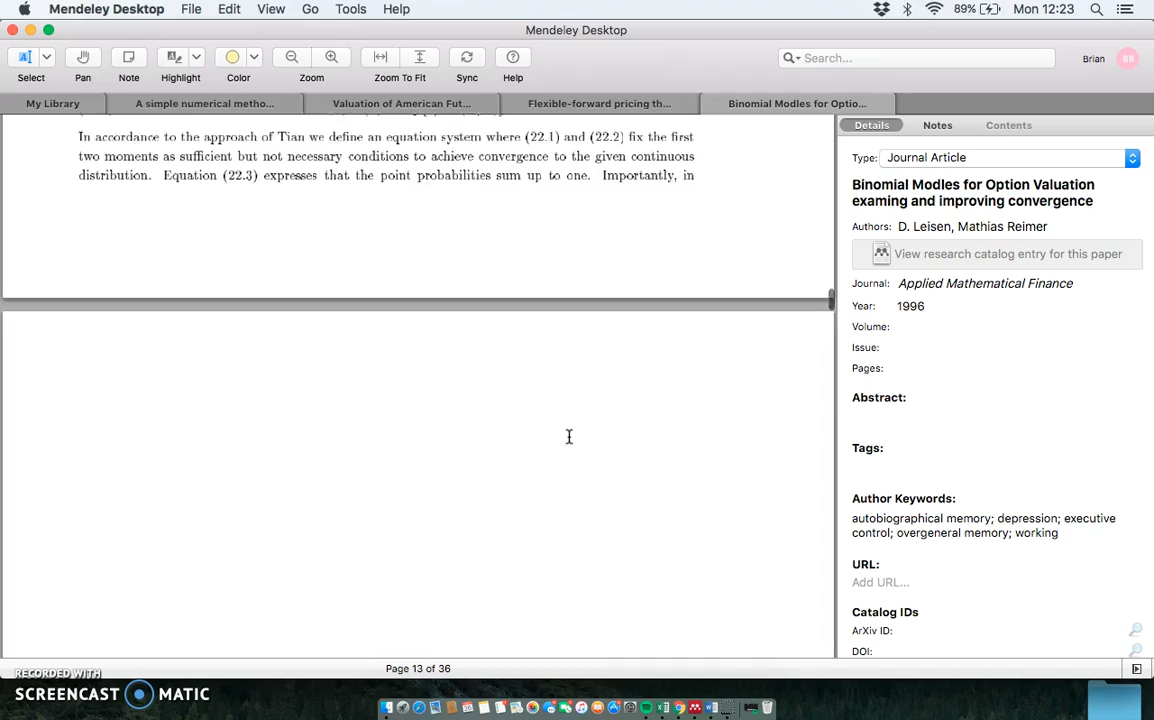 Mendeley Desktop File Edit View Go Tools Help 89% Mon 12:23
Mendeley Desktop
Select Pan Note Highlight Color Zoom Zoom To Fit Sync Help
Search... Brian BB
My Library A simple numerical metho... Valuation of American Fut... Flexible-forward pricing th... Binomial Modles for Optio...
In accordance to the approach of Tian we define an equation system where (22.1) and (22.2) fix the first
two moments as sufficient but not necessary conditions to achieve convergence to the given continuous
distribution. Equation (22.3) expresses that the point probabilities sum up to one. Importantly, in
Details Notes Contents
Type: Journal Article
Binomial Modles for Option Valuation
examining and improving convergence
Authors: D. Leisen, Mathias Reimer
View research catalog entry for this paper
Journal: Applied Mathematical Finance
Year: 1996
Volume:
Issue:
Pages:
Abstract:
Tags:
Author Keywords:
autobiographical memory; depression; executive
control; overgeneral memory; working
URL:
Add URL...
Catalog IDs
ArXiv ID:
DOI:
Page 13 of 36
RECORDED WITH
SCREENCAST MATIC